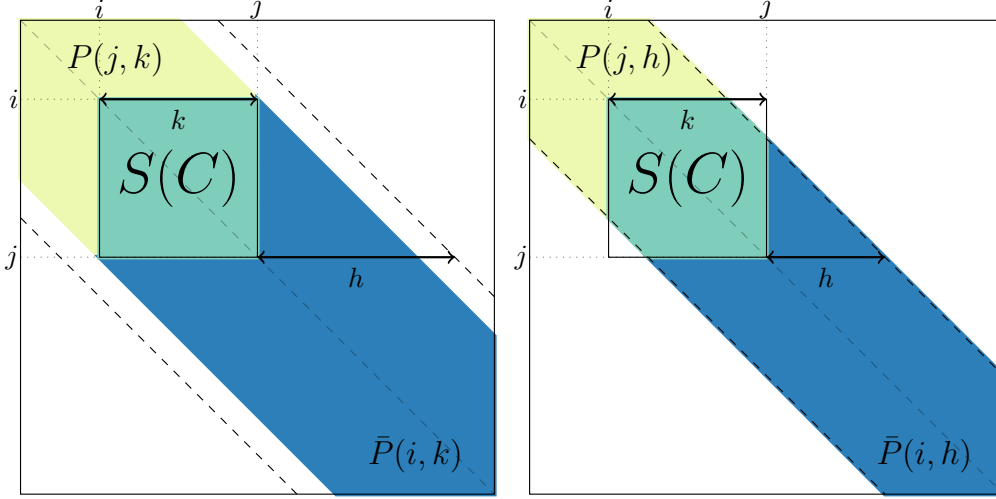 i j
P(j, k)
i
k
S(C)
j
h
P̄(i, k)
i j
P(j, h)
i
k
S(C)
j
h
P̄(i, h)